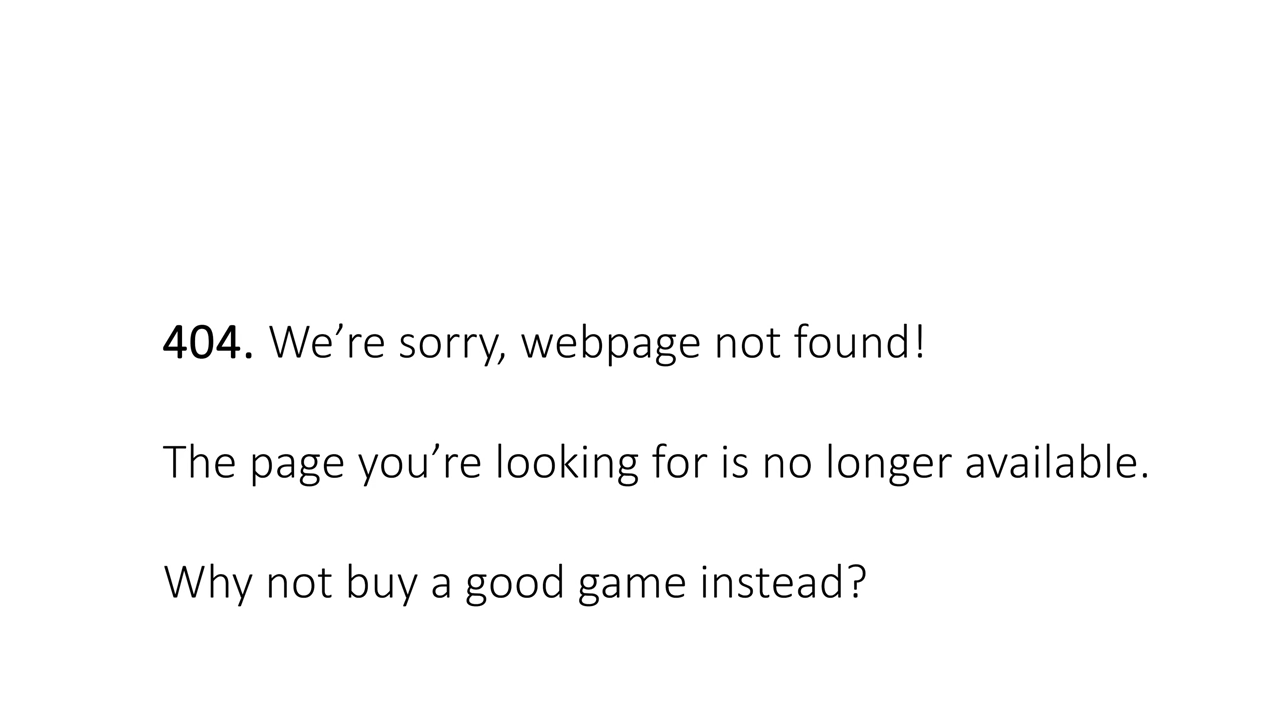 404. We’re sorry, webpage not found!
The page you’re looking for is no longer available.
Why not buy a good game instead?